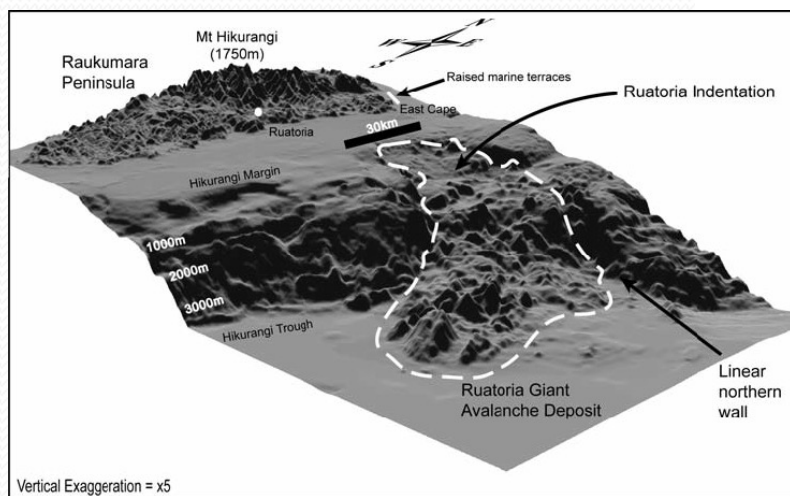 Mt Hikurangi
(1750m)
Raukumara
Peninsula
N
W
E
S
Raised marine terraces
East Cape
Ruatoria Indentation
30km
Ruatoria
Hikurangi Margin
1000m
2000m
3000m
Hikurangi Trough
Linear
northern
wall
Ruatoria Giant
Avalanche Deposit
Vertical Exaggeration = x5